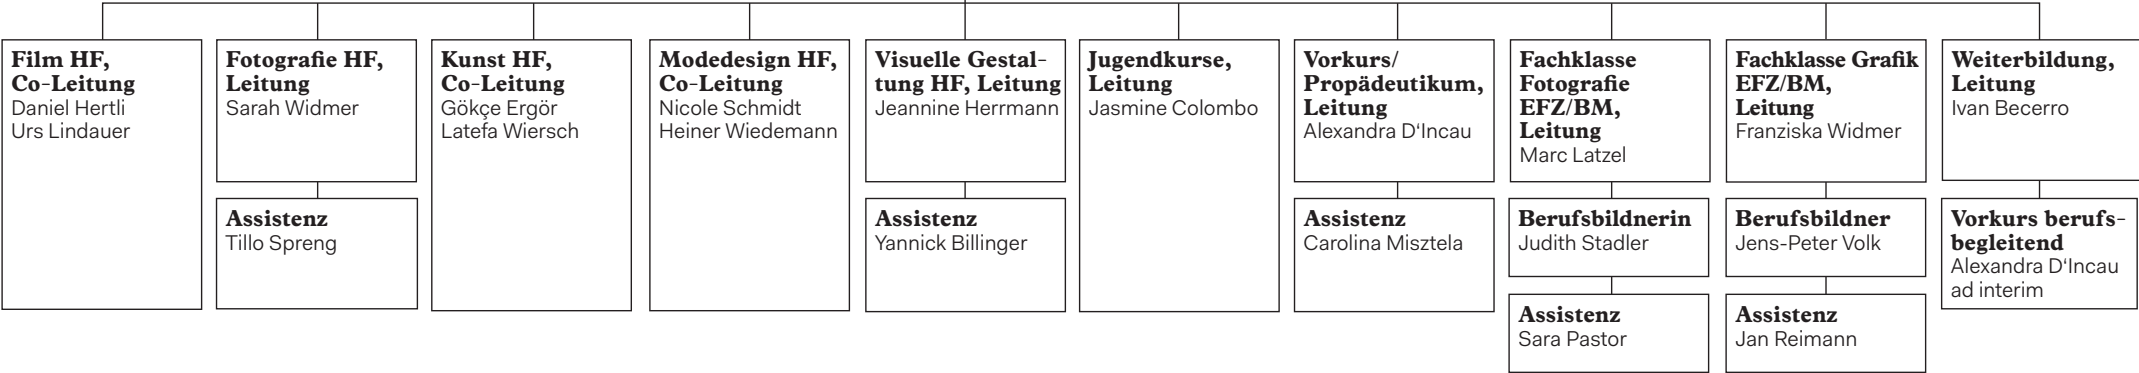 Film HF,
Co-Leitung
Daniel Hertli
Urs Lindauer
Fotografie HF,
Leitung
Sarah Widmer
Assistenz
Tillo Spreng
Kunst HF,
Co-Leitung
Gökçe Ergör
Latefa Wiersch
Modedesign HF,
Co-Leitung
Nicole Schmidt
Heiner Wiedemann
Visuelle Gestal-
tung HF, Leitung
Jeannine Herrmann
Assistenz
Yannick Billinger
Jugendkurse,
Leitung
Jasmine Colombo
Vorkurs/
Propädeutikum,
Leitung
Alexandra D‘Incau
Assistenz
Carolina Misztela
Fachklasse
Fotografie
EFZ/BM,
Leitung
Marc Latzel
Berufsbildnerin
Judith Stadler
Assistenz
Sara Pastor
Fachklasse Grafik
EFZ/BM,
Leitung
Franziska Widmer
Berufsbildner
Jens-Peter Volk
Assistenz
Jan Reimann
Weiterbildung,
Leitung
Ivan Becerro
Vorkurs berufs-
begleitend
Alexandra D‘Incau
ad interim